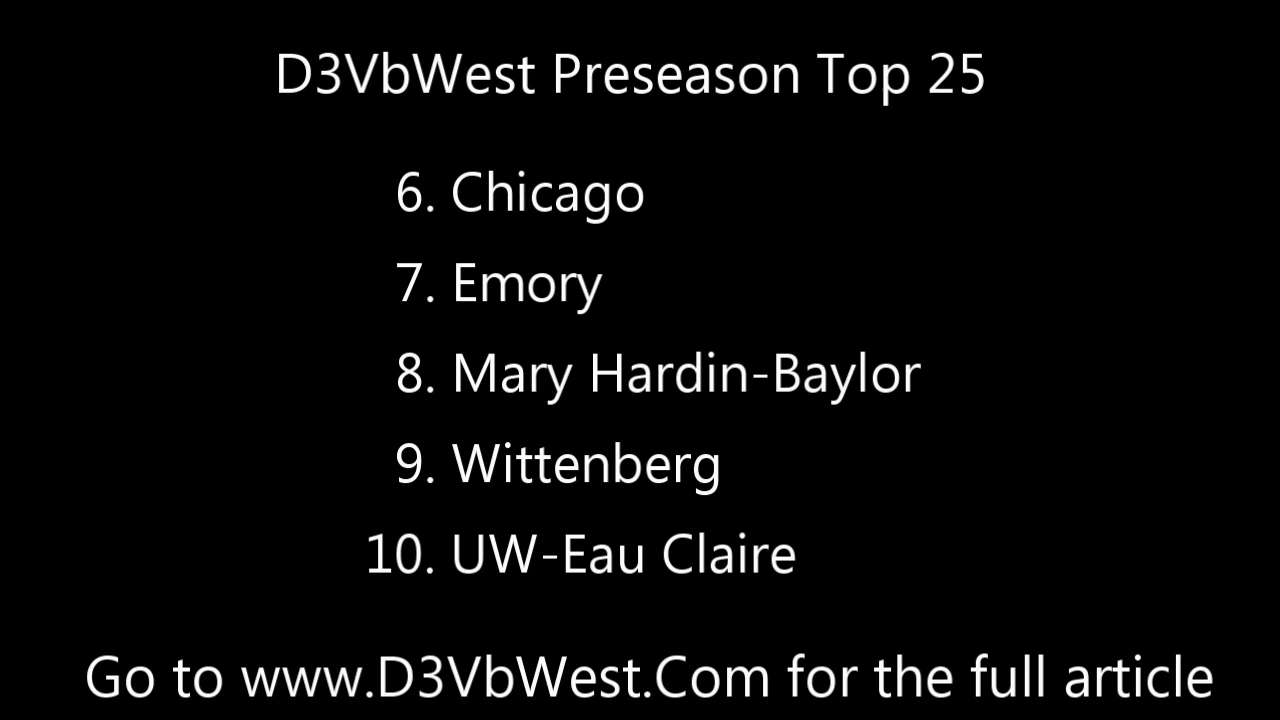 D3VbWest Preseason Top 25
6. Chicago
7. Emory
8. Mary Hardin-Baylor
9. Wittenberg
10. UW-Eau Claire
Go to www.D3VbWest.Com for the full article